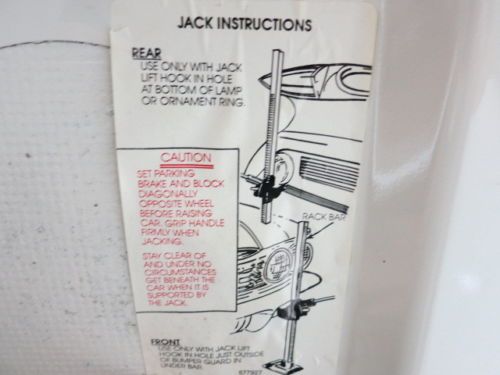 JACK INSTRUCTIONS
REAR
USE ONLY WITH JACK
LIFT HOOK IN HOLE
AT BOTTOM OF LAMP
OR ORNAMENT RING.
CAUTION
SET PARKING
BRAKE AND BLOCK
DIAGONALLY
OPPOSITE WHEEL
BEFORE RAISING
CAR. GRIP HANDLE
FIRMLY WHEN
JACKING.
STAY CLEAR OF
AND UNDER NO
CIRCUMSTANCES
GET BENEATH THE
CAR WHEN IT IS
SUPPORTED BY
THE JACK.
RACK BAR
FRONT
USE ONLY WITH JACK LIFT
HOOK IN HOLE JUST OUTSIDE
OF BUMPER GUARD IN
UNDER BAR.